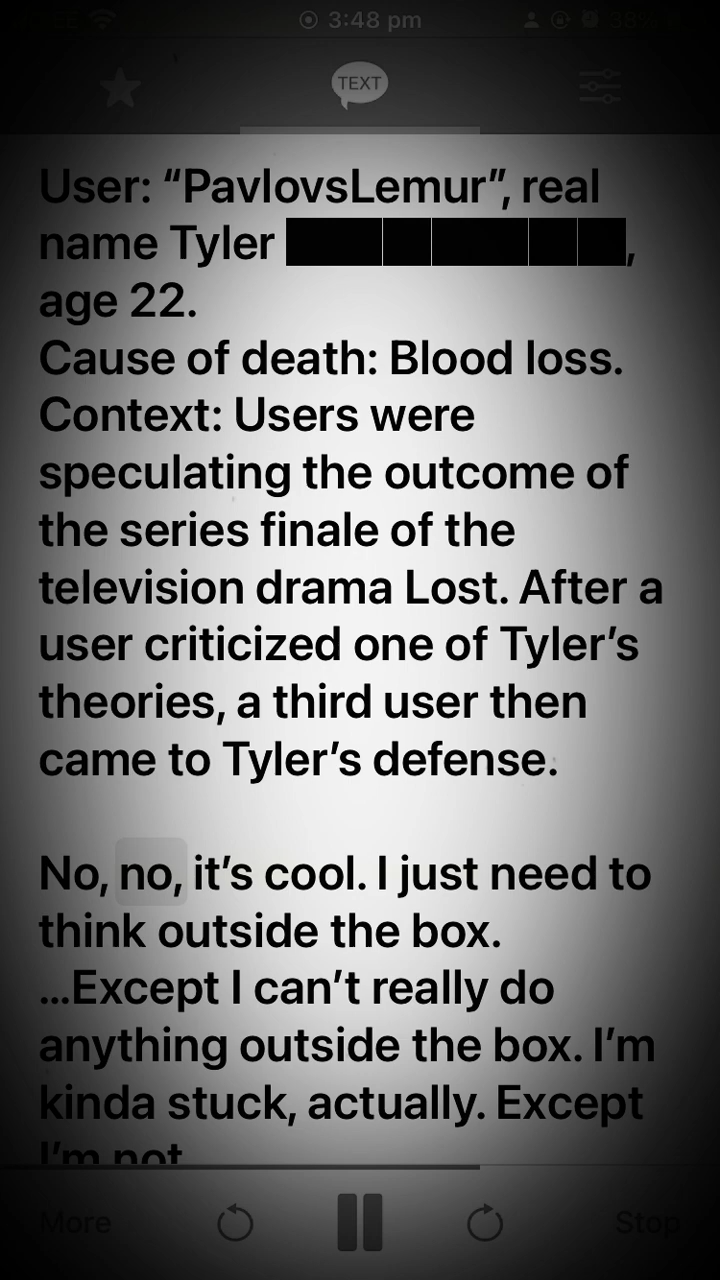 3:48 pm
TEXT
User: “PavlovsLemur”, real
name Tyler ,
age 22.
Cause of death: Blood loss.
Context: Users were
speculating the outcome of
the series finale of the
television drama Lost. After a
user criticized one of Tyler’s
theories, a third user then
came to Tyler’s defense.
No, no, it’s cool. I just need to
think outside the box.
…Except I can’t really do
anything outside the box. I’m
kinda stuck, actually. Except
I’m not
More
Stop